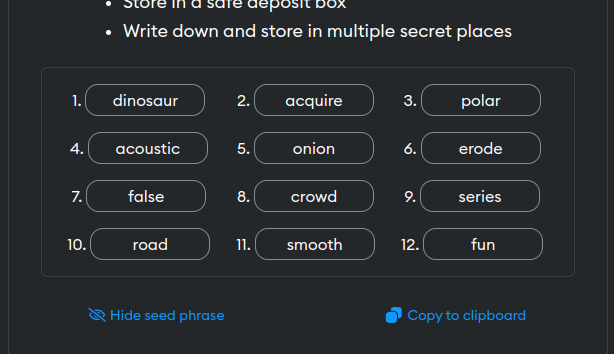 • Store in a safe deposit box
• Write down and store in multiple secret places
1. dinosaur 2. acquire 3. polar
4. acoustic 5. onion 6. erode
7. false 8. crowd 9. series
10. road 11. smooth 12. fun
Hide seed phrase Copy to clipboard